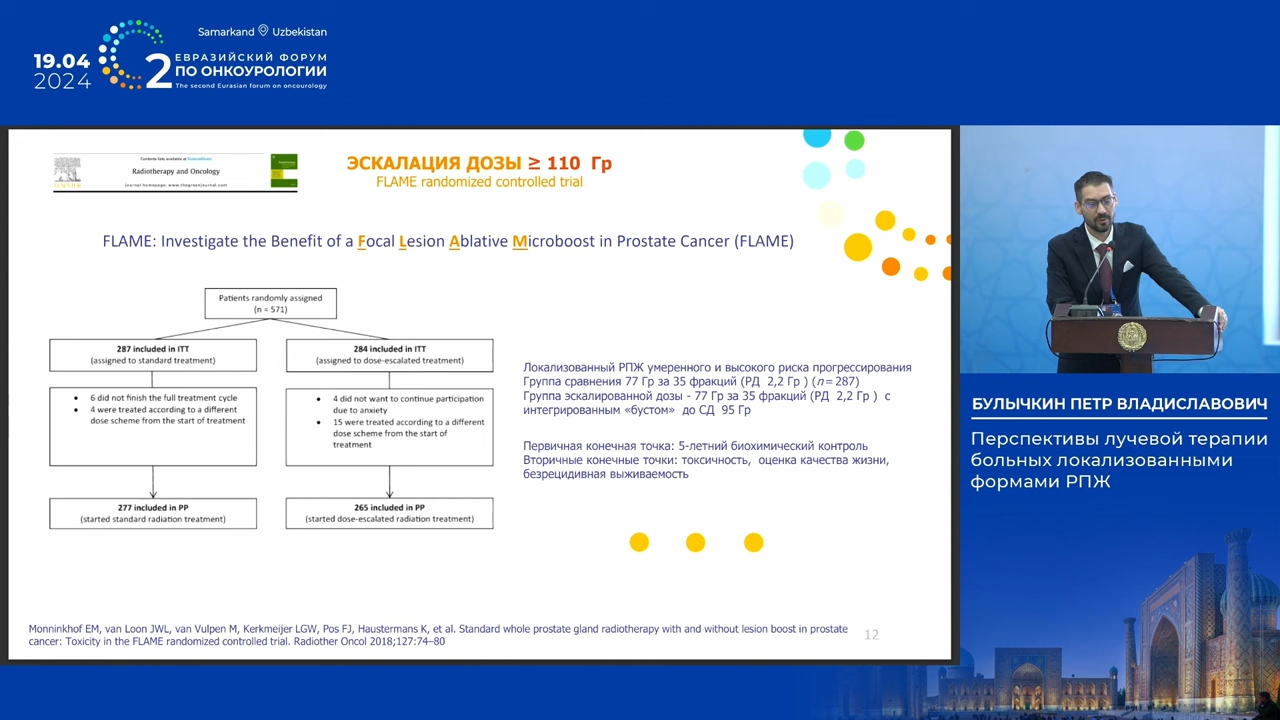 Samarkand Uzbekistan
19.04
2024
2
ЕВРАЗИЙСКИЙ ФОРУМ
ПО ОНКОУРОЛОГИИ
The second Eurasian forum on oncourology
Contents lists available at ScienceDirect
Radiotherapy and Oncology
journal homepage: www.thegreenjournal.com
ELSEVIER
ЭСКАЛАЦИЯ ДОЗЫ ≥ 110 Гр
FLAME randomized controlled trial
FLAME: Investigate the Benefit of a Focal Lesion Ablative Microboost in Prostate Cancer (FLAME)
Patients randomly assigned
(n = 571)
287 included in ITT
(assigned to standard treatment)
284 included in ITT
(assigned to dose-escalated treatment)
• 6 did not finish the full treatment cycle
• 4 were treated according to a different
dose scheme from the start of treatment
• 4 did not want to continue participation
due to anxiety
• 15 were treated according to a different
dose scheme from the start of
treatment
277 included in PP
(started standard radiation treatment)
265 included in PP
(started dose-escalated radiation treatment)
Локализованный РПЖ умеренного и высокого риска прогрессирования
Группа сравнения 77 Гр за 35 фракций (РД 2,2 Гр ) (n = 287)
Группа эскалированной дозы - 77 Гр за 35 фракций (РД 2,2 Гр ) с
интегрированным «бустом» до СД 95 Гр
Первичная конечная точка: 5-летний биохимический контроль
Вторичные конечные точки: токсичность, оценка качества жизни,
безрецидивная выживаемость
Monninkhof EM, van Loon JWL, van Vulpen M, Kerkmeijer LGW, Pos FJ, Haustermans K, et al. Standard whole prostate gland radiotherapy with and without lesion boost in prostate
cancer: Toxicity in the FLAME randomized controlled trial. Radiother Oncol 2018;127:74–80
12
БУЛЫЧКИН ПЕТР ВЛАДИСЛАВОВИЧ
Перспективы лучевой терапии
больных локализованными
формами РПЖ